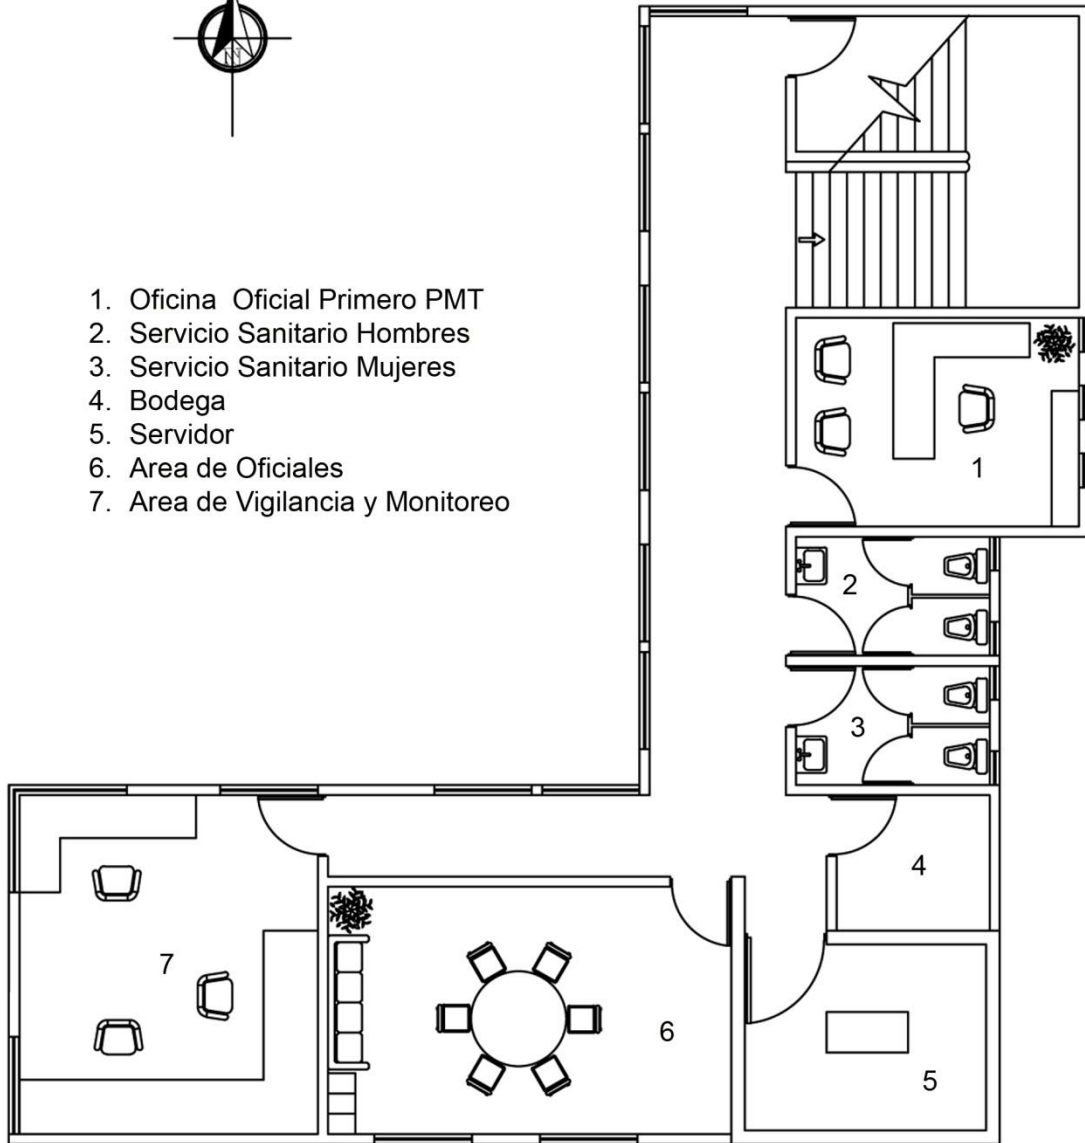 N
1. Oficina Oficial Primero PMT
2. Servicio Sanitario Hombres
3. Servicio Sanitario Mujeres
4. Bodega
5. Servidor
6. Area de Oficiales
7. Area de Vigilancia y Monitoreo
1
2
3
4
7
6
5